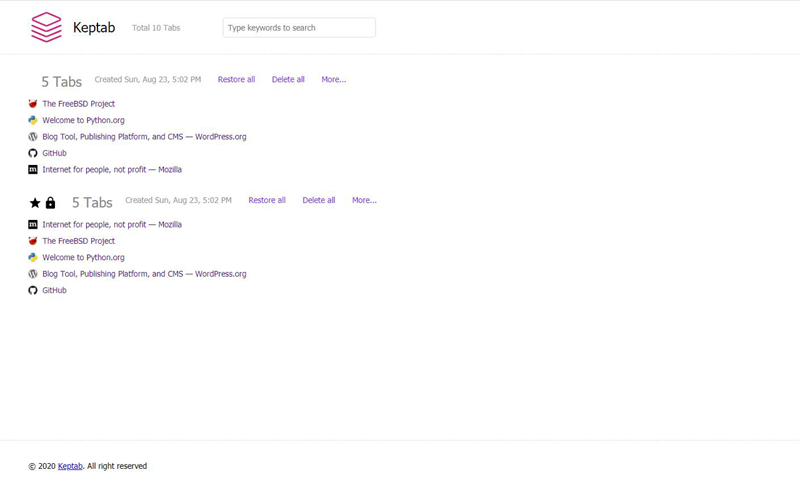 Keptab Total 10 Tabs Type keywords to search
5 Tabs Created Sun, Aug 23, 5:02 PM Restore all Delete all More...
The FreeBSD Project
Welcome to Python.org
Blog Tool, Publishing Platform, and CMS — WordPress.org
GitHub
m Internet for people, not profit — Mozilla
5 Tabs Created Sun, Aug 23, 5:02 PM Restore all Delete all More...
m Internet for people, not profit — Mozilla
The FreeBSD Project
Welcome to Python.org
Blog Tool, Publishing Platform, and CMS — WordPress.org
GitHub
© 2020 Keptab. All right reserved